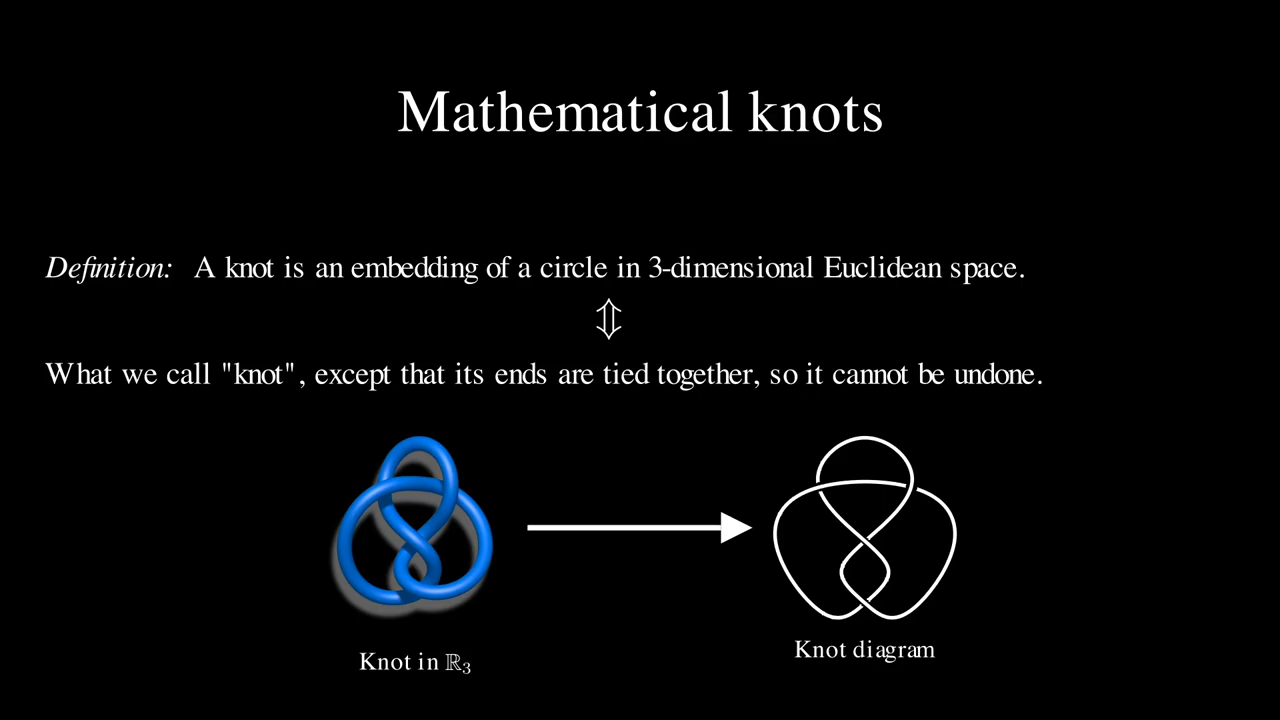 Mathematical knots
Definition: A knot is an embedding of a circle in 3-dimensional Euclidean space.
⇕
What we call "knot", except that its ends are tied together, so it cannot be undone.
Knot in ℝ₃
Knot diagram